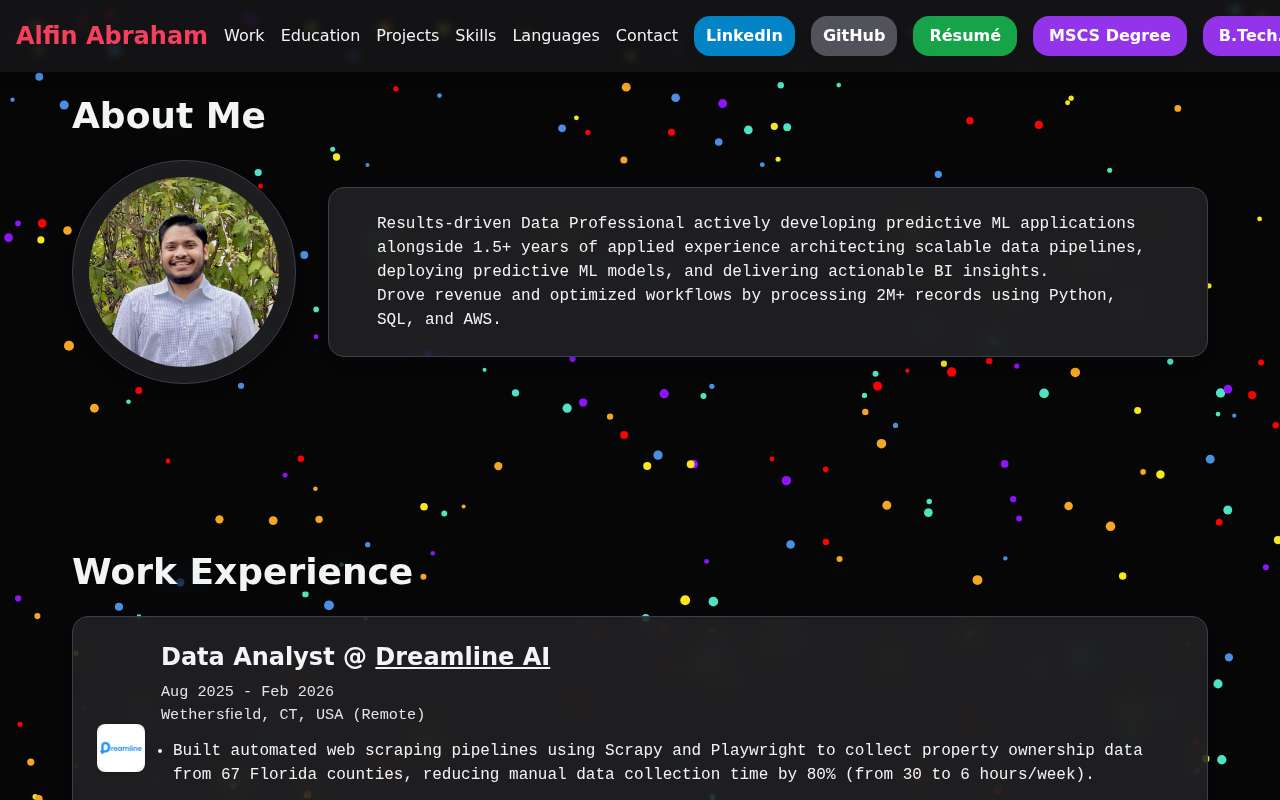 Alfin Abraham Work Education Projects Skills Languages Contact LinkedIn GitHub Résumé MSCS Degree B.Tech.
About Me
Results-driven Data Professional actively developing predictive ML applications
alongside 1.5+ years of applied experience architecting scalable data pipelines,
deploying predictive ML models, and delivering actionable BI insights.
Drove revenue and optimized workflows by processing 2M+ records using Python,
SQL, and AWS.
Work Experience
Data Analyst @ Dreamline AI
Aug 2025 - Feb 2026
Wethersfield, CT, USA (Remote)
Dreamline
• Built automated web scraping pipelines using Scrapy and Playwright to collect property ownership data
from 67 Florida counties, reducing manual data collection time by 80% (from 30 to 6 hours/week).